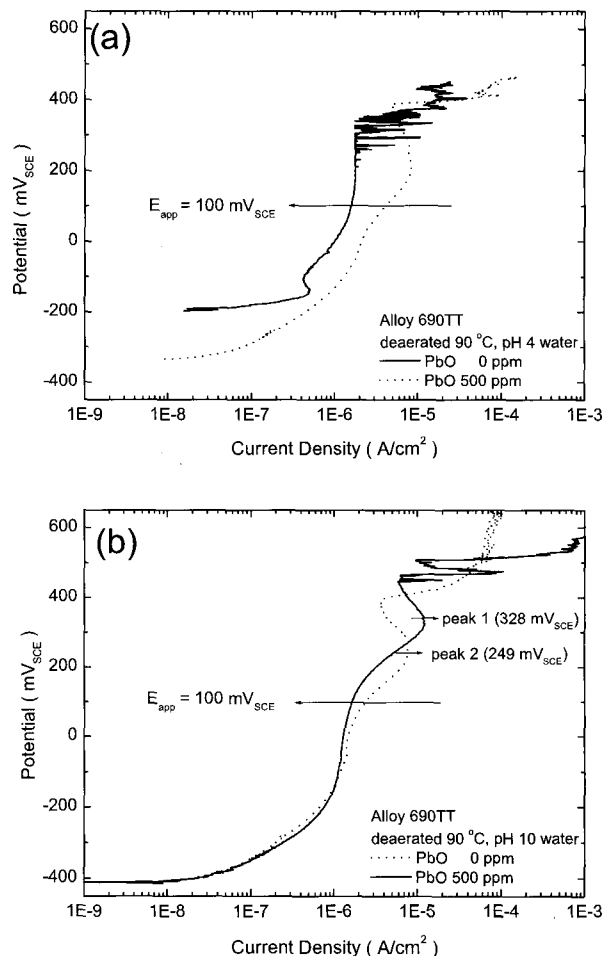 (a)
600
400
200
0
-200
-400
Potential ( mV_SCE )
E_app = 100 mV_SCE
Alloy 690TT
deaerated 90 °C, pH 4 water
PbO 0 ppm
PbO 500 ppm
1E-9 1E-8 1E-7 1E-6 1E-5 1E-4 1E-3
Current Density ( A/cm² )
(b)
600
400
200
0
-200
-400
Potential ( mV_SCE )
peak 1 (328 mV_SCE)
peak 2 (249 mV_SCE)
E_app = 100 mV_SCE
Alloy 690TT
deaerated 90 °C, pH 10 water
PbO 0 ppm
PbO 500 ppm
1E-9 1E-8 1E-7 1E-6 1E-5 1E-4 1E-3
Current Density ( A/cm² )